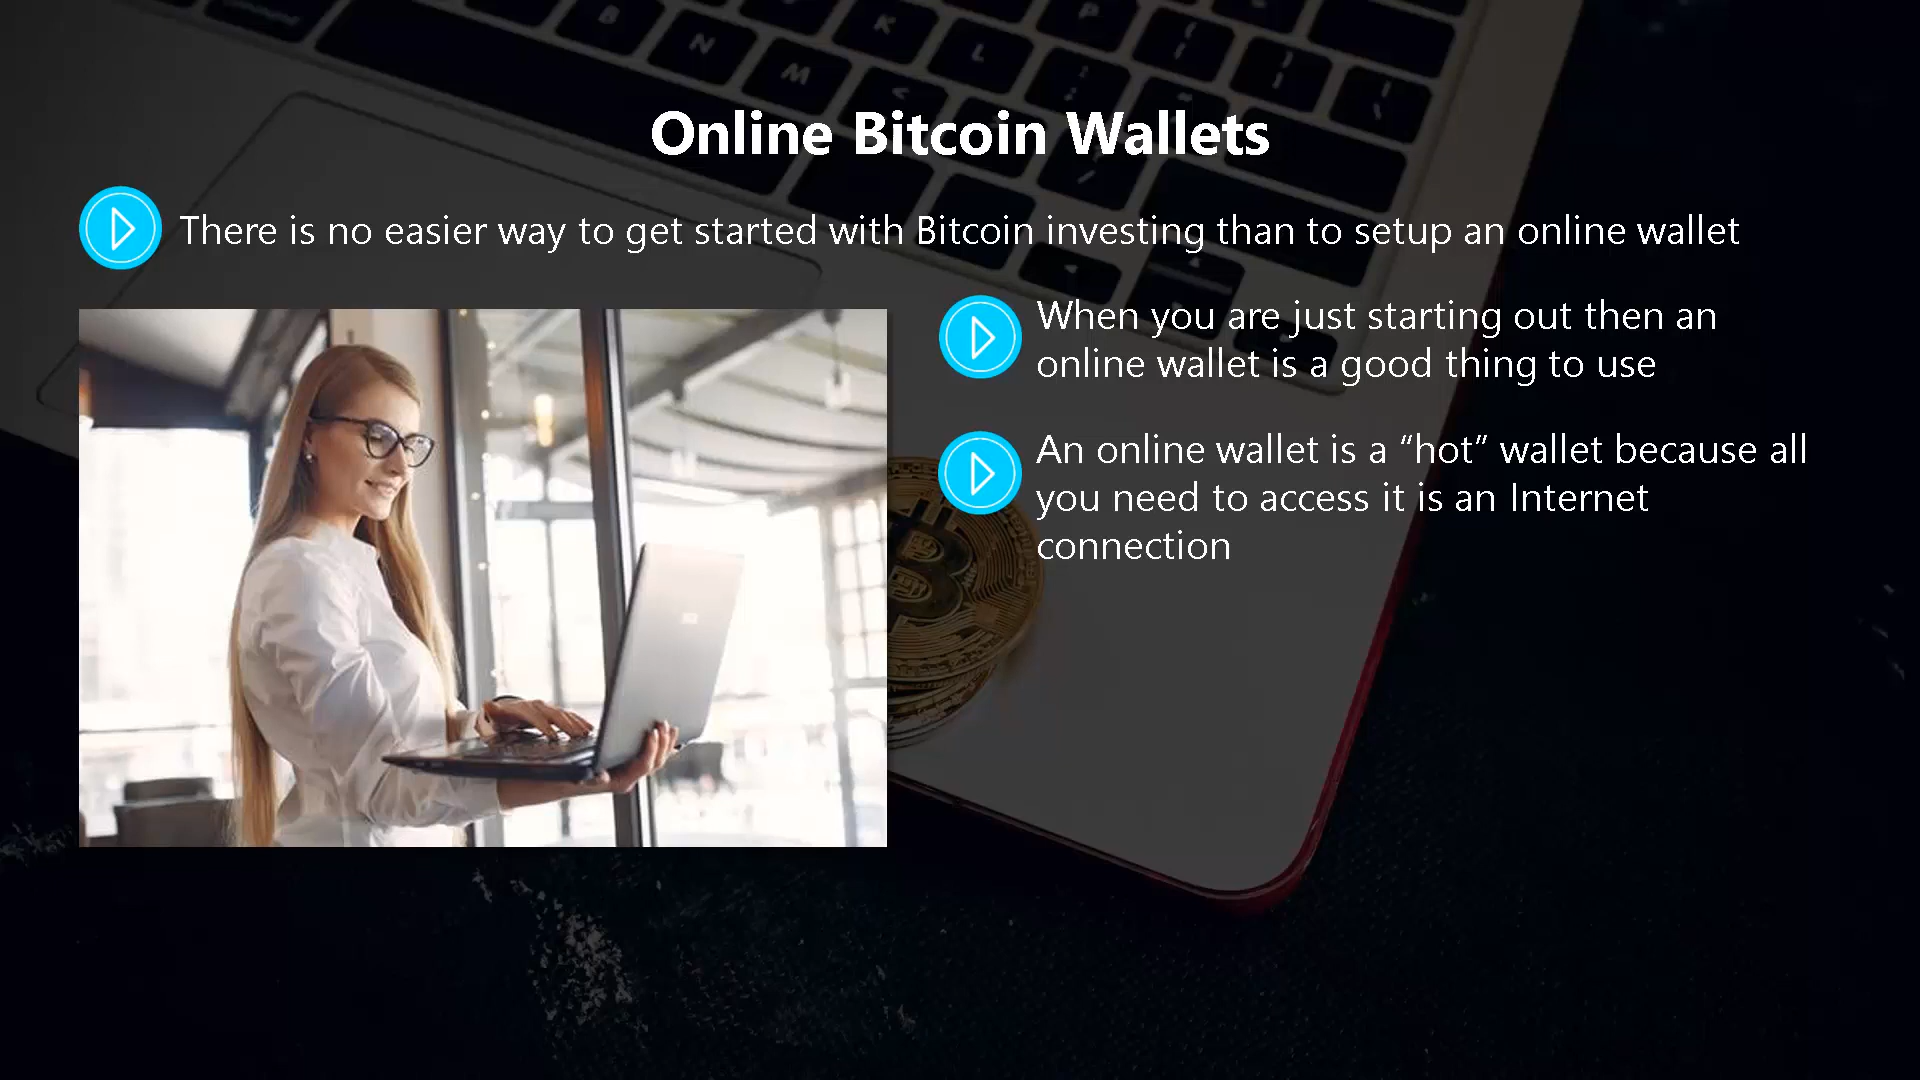 Online Bitcoin Wallets
There is no easier way to get started with Bitcoin investing than to setup an online wallet
When you are just starting out then an
online wallet is a good thing to use
An online wallet is a “hot” wallet because all
you need to access it is an Internet
connection
B
K
P
N
L
M